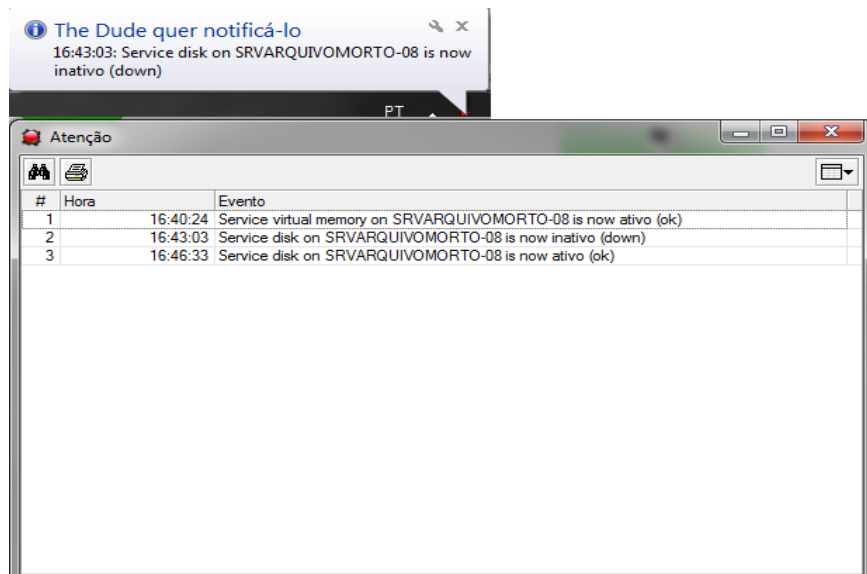 The Dude quer notificá-lo
16:43:03: Service disk on SRVARQUIVOMORTO-08 is now
inativo (down)
PT
Atenção
# Hora Evento
1 16:40:24 Service virtual memory on SRVARQUIVOMORTO-08 is now ativo (ok)
2 16:43:03 Service disk on SRVARQUIVOMORTO-08 is now inativo (down)
3 16:46:33 Service disk on SRVARQUIVOMORTO-08 is now ativo (ok)